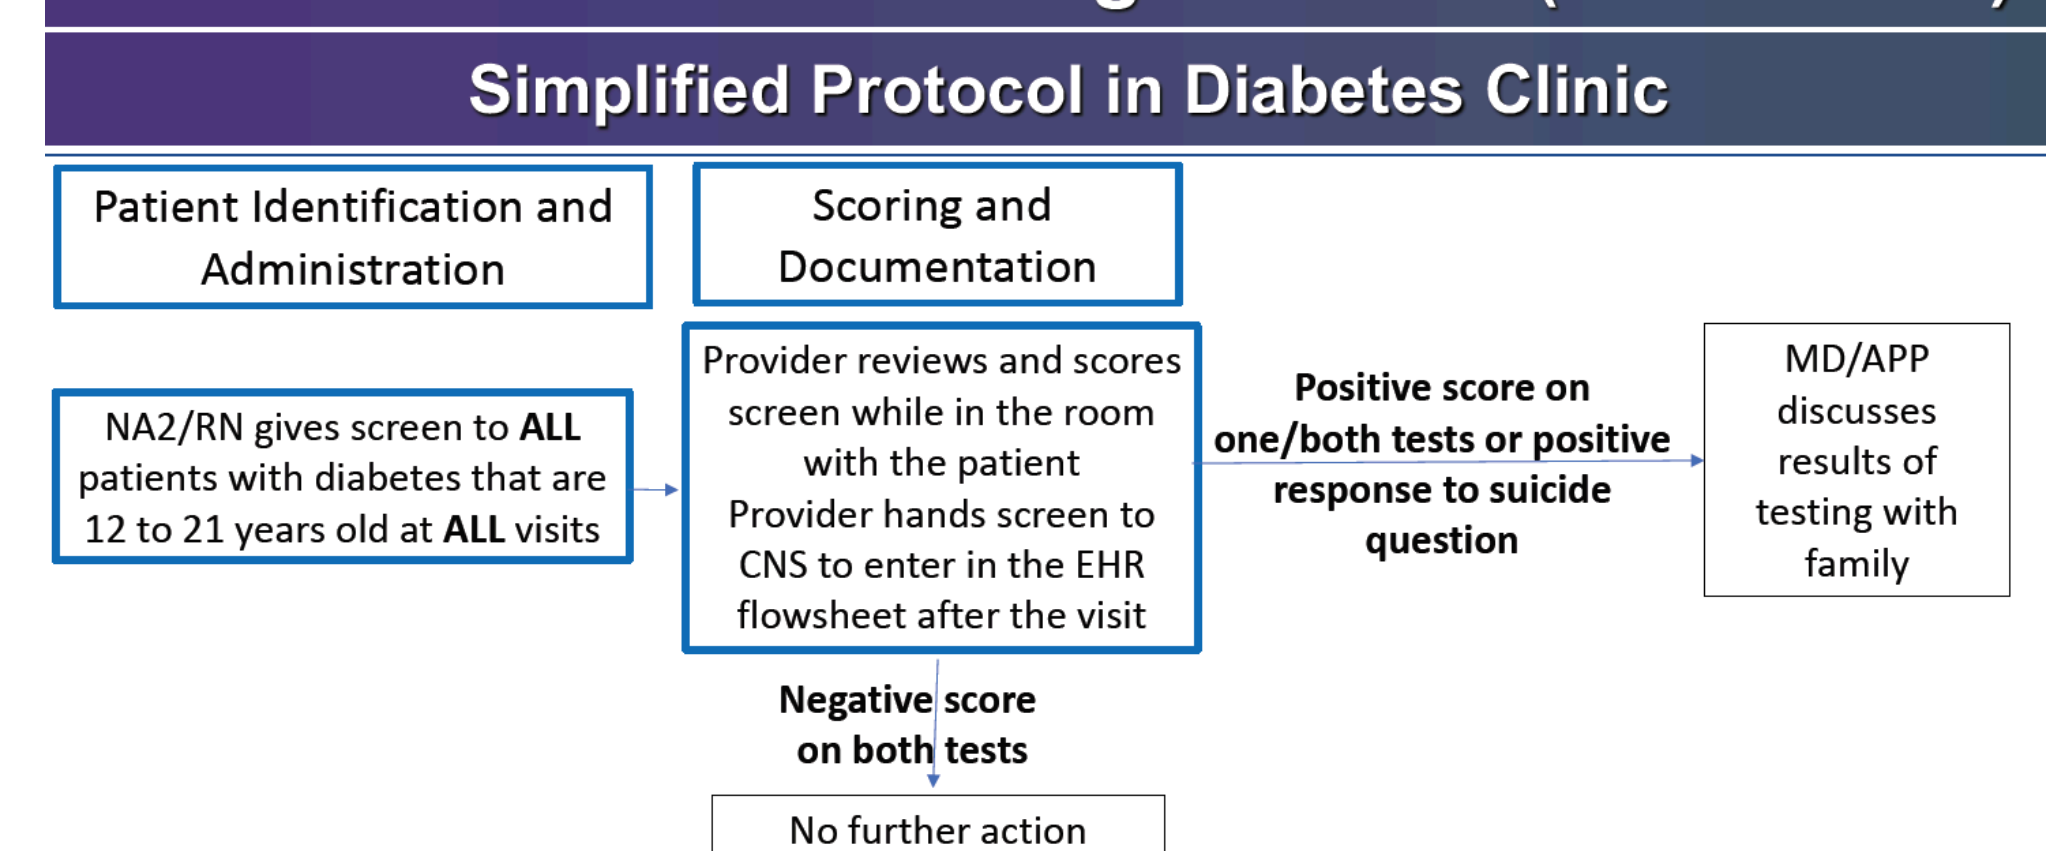 Simplified Protocol in Diabetes Clinic
Patient Identification and
Administration
Scoring and
Documentation
NA2/RN gives screen to ALL
patients with diabetes that are
12 to 21 years old at ALL visits
Provider reviews and scores
screen while in the room
with the patient
Provider hands screen to
CNS to enter in the EHR
flowsheet after the visit
Positive score on
one/both tests or positive
response to suicide
question
MD/APP
discusses
results of
testing with
family
Negative score
on both tests
No further action